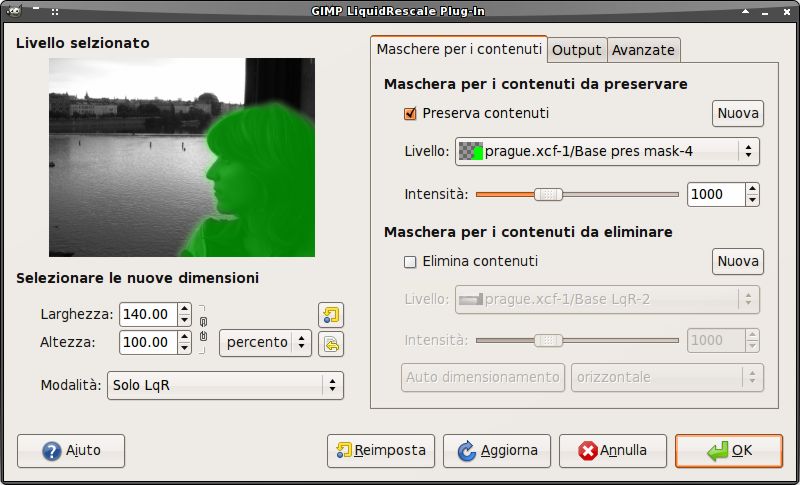 GIMP LiquidRescale Plug-In
Livello selzionato
Selezionare le nuove dimensioni
Larghezza: 140.00
Altezza: 100.00 percento
Modalità: Solo LqR
Maschere per i contenuti Output Avanzate
Maschera per i contenuti da preservare
Preserva contenuti Nuova
Livello: prague.xcf-1/Base pres mask-4
Intensità: 1000
Maschera per i contenuti da eliminare
Elimina contenuti Nuova
Livello: prague.xcf-1/Base LqR-2
Intensità: 1000
Auto dimensionamento orizzontale
Aiuto Reimposta Aggiorna Annulla OK